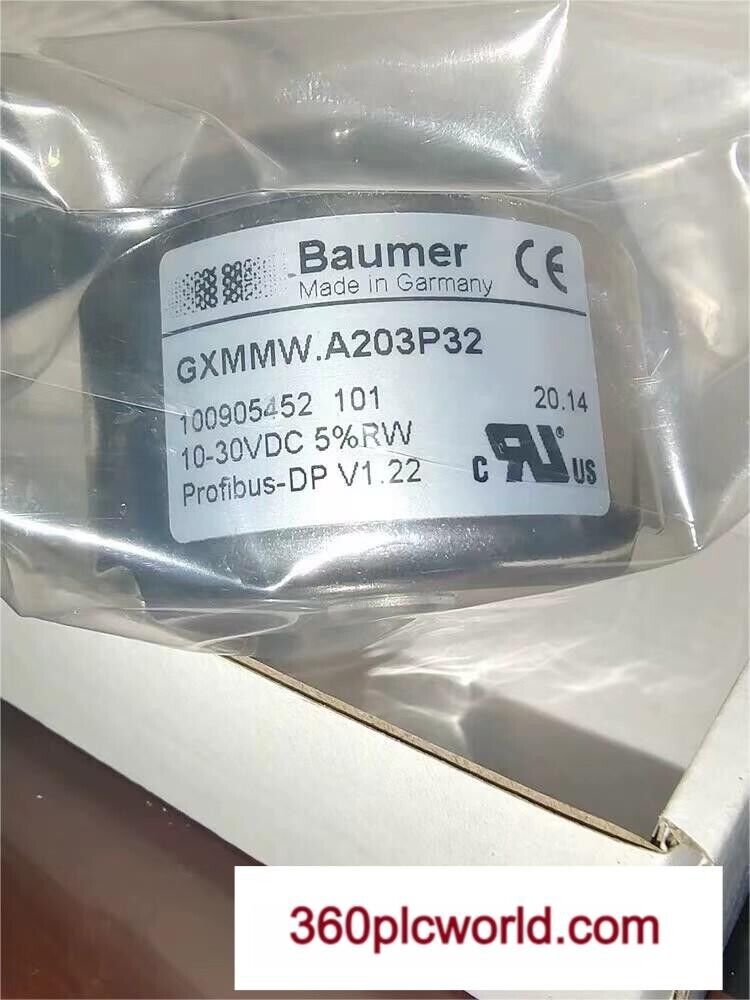 Baumer
CE
Made in Garmany
GXMMW.A203P32
100905452 101
20.14
10-30VDC 5%RW
Profibus-DP V1.22
C RU® US
360plcworld.com